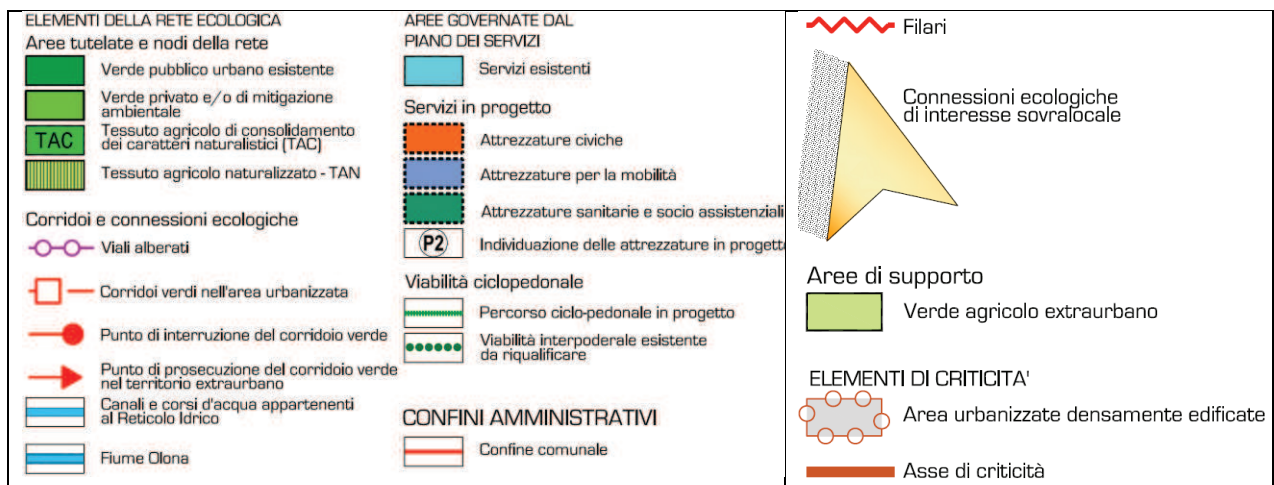 ELEMENTI DELLA RETE ECOLOGICA
Aree tutelate e nodi della rete
Verde pubblico urbano esistente
Verde privato e/o di mitigazione
ambientale
TAC
Tessuto agricolo di consolidamento
dei caratteri naturalistici (TAC)
Tessuto agricolo naturalizzato - TAN
Corridoi e connessioni ecologiche
Viali alberati
Corridoi verdi nell'area urbanizzata
Punto di interruzione del corridoio verde
Punto di prosecuzione del corridoio verde
nel territorio extraurbano
Canali e corsi d'acqua appartenenti
al Reticolo Idrico
Fiume Olona
AREE GOVERNATE DAL
PIANO DEI SERVIZI
Servizi esistenti
Servizi in progetto
Attrezzature civiche
Attrezzature per la mobilità
Attrezzature sanitarie e socio assistenziali
P2
Individuazione delle attrezzature in progetto
Viabilità ciclopedonale
Percorso ciclo-pedonale in progetto
Viabilità interpoderale esistente
da riqualificare
CONFINI AMMINISTRATIVI
Confine comunale
Filari
Connessioni ecologiche
di interesse sovralocale
Aree di supporto
Verde agricolo extraurbano
ELEMENTI DI CRITICITA'
Area urbanizzate densamente edificate
Asse di criticità